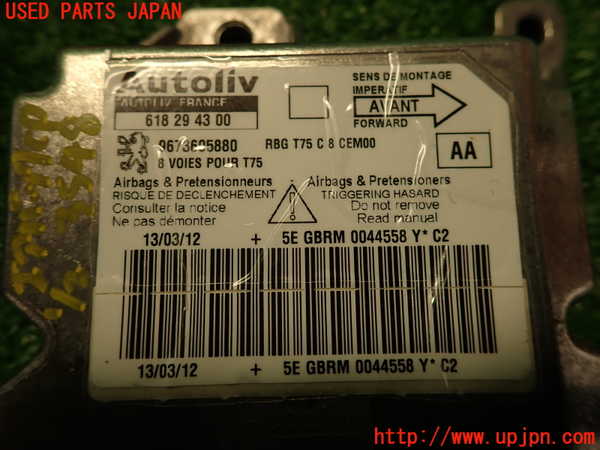 USED PARTS JAPAN
Autoliv
AUTOLIV FRANCE
618 29 43 00
SENS DE MONTAGE
IMPERATIF
AVANT
FORWARD
RBG T75 C 8 CEM00
8 VOIES POUR T75
AA
Airbags & Pretensionneurs
RISQUE DE DECLENCHEMENT
Consulter la notice
Ne pas démonter
Airbags & Pretensioners
TRIGGERING HASARD
Do not remove
Read manual
13/03/12 + 5E GBRM 0044558 Y* C2
13/03/12 + 5E GBRM 0044558 Y* C2
http://www.upjpn.com/